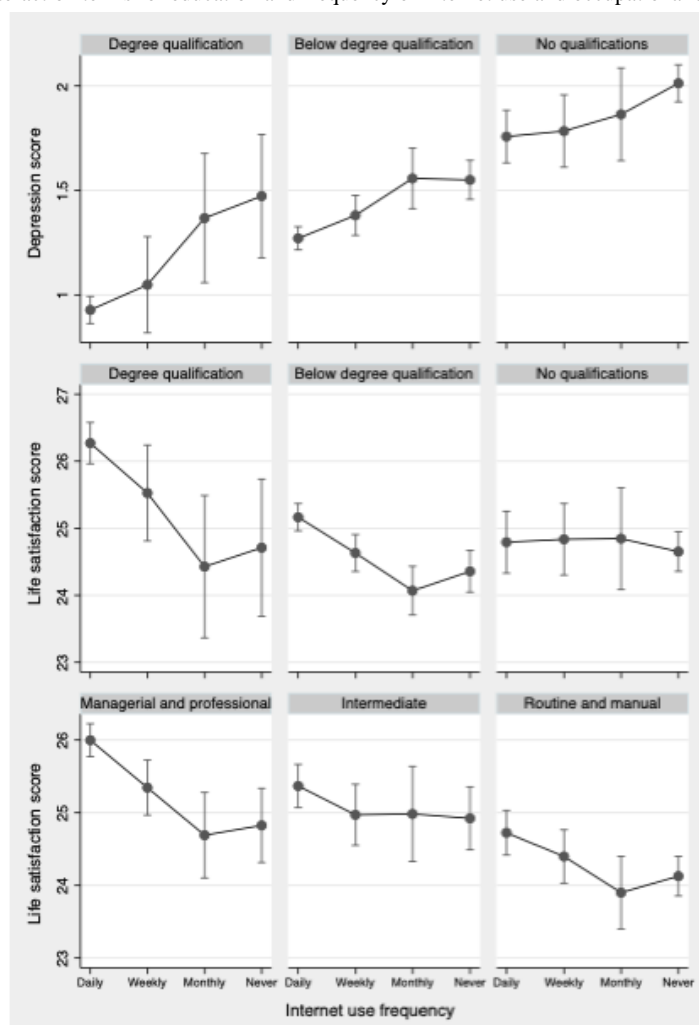 Degree qualification Below degree qualification No qualifications
Depression score
2
1.5
1
Degree qualification Below degree qualification No qualifications
Life satisfaction score
27
26
25
24
23
Managerial and professional Intermediate Routine and manual
Life satisfaction score
26
25
24
23
Daily Weekly Monthly Never Daily Weekly Monthly Never Daily Weekly Monthly Never
Internet use frequency